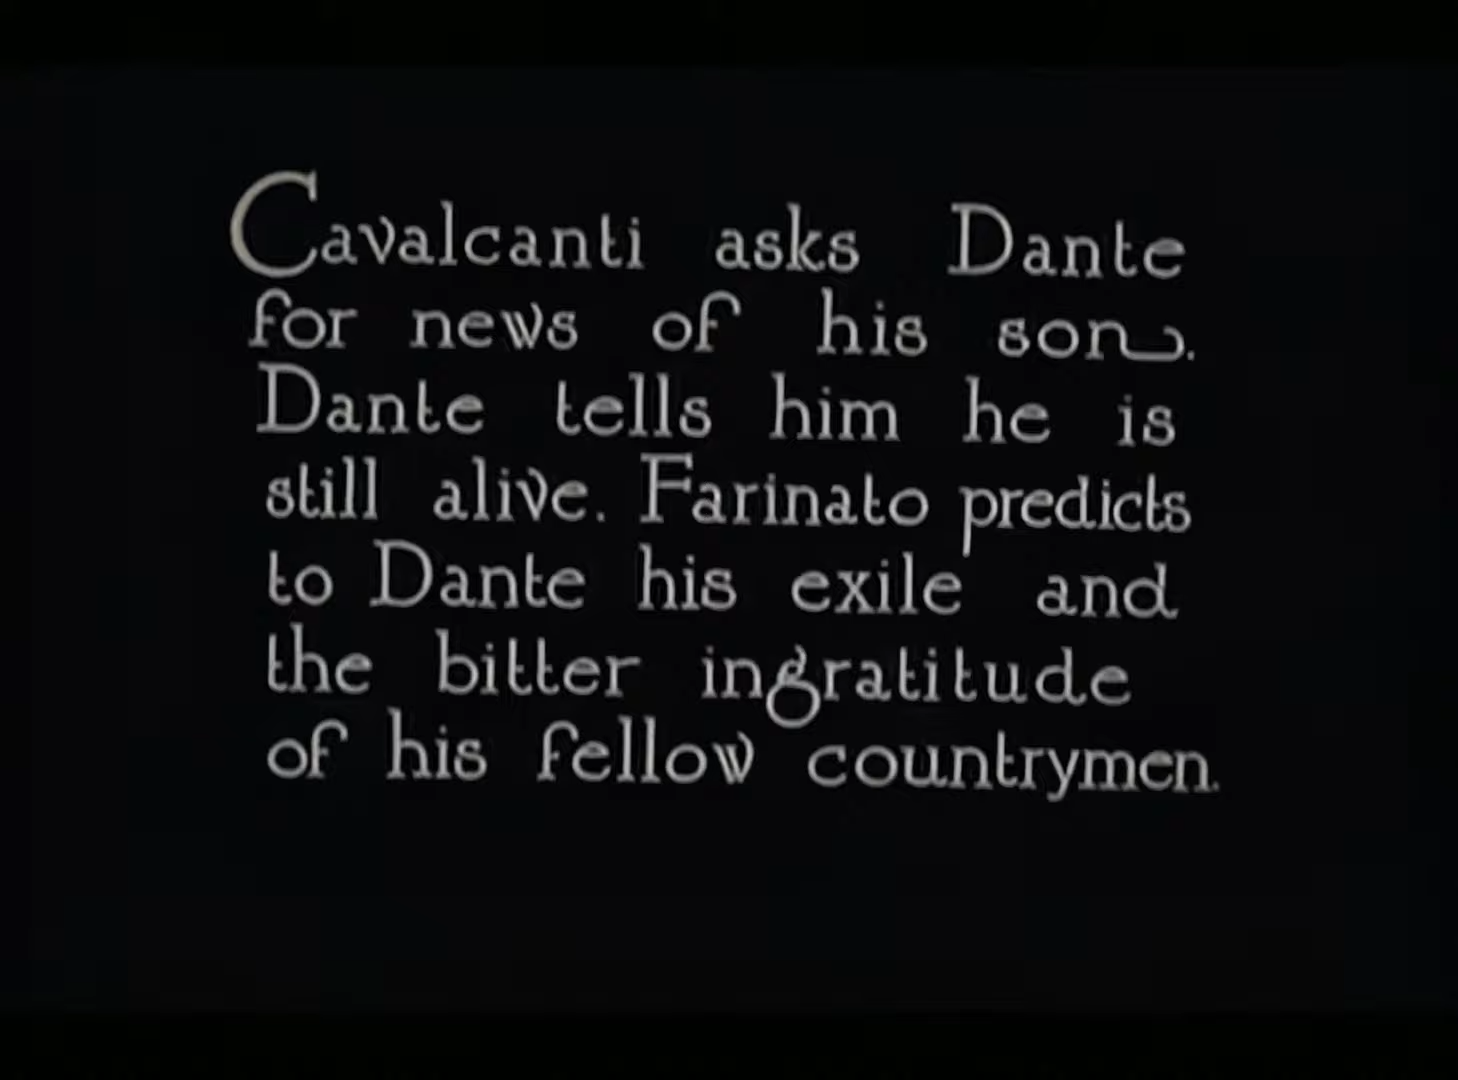 Cavalcanti asks Dante
for news of his son.
Dante tells him he is
still alive. Farinato predicts
to Dante his exile and
the bitter ingratitude
of his fellow countrymen.